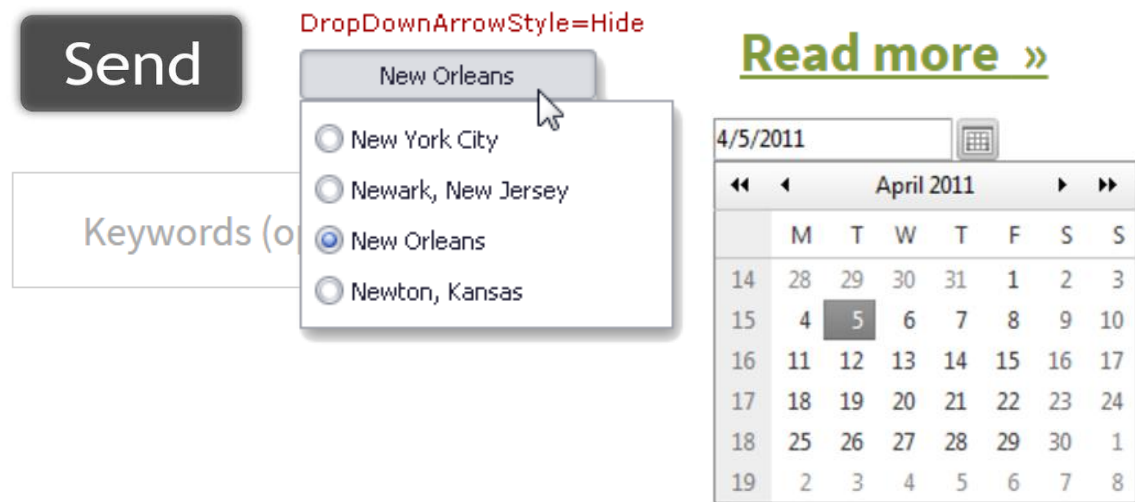 Send
DropDownArrowStyle=Hide
New Orleans
New York City
Newark, New Jersey
New Orleans
Newton, Kansas
Keywords (o
Read more »
4/5/2011
April 2011
M T W T F S S
14 28 29 30 31 1 2 3
15 4 5 6 7 8 9 10
16 11 12 13 14 15 16 17
17 18 19 20 21 22 23 24
18 25 26 27 28 29 30 1
19 2 3 4 5 6 7 8